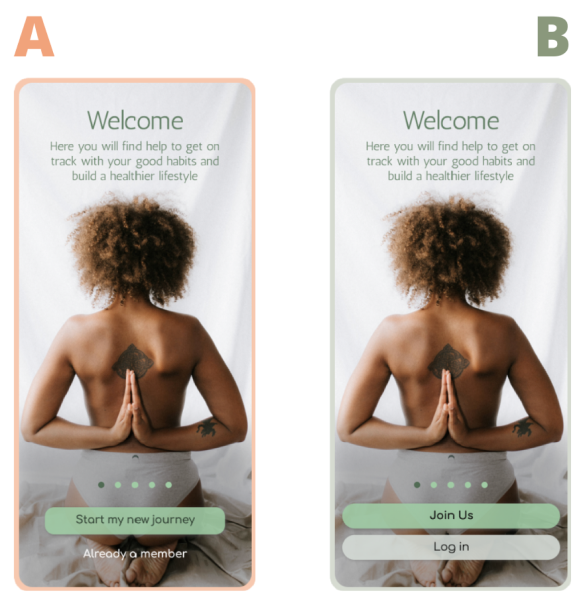 A
B
Welcome
Here you will find help to get on
track with your good habits and
build a healthier lifestyle
Start my new journey
Already a member
Welcome
Here you will find help to get on
track with your good habits and
build a healthier lifestyle
Join Us
Log in